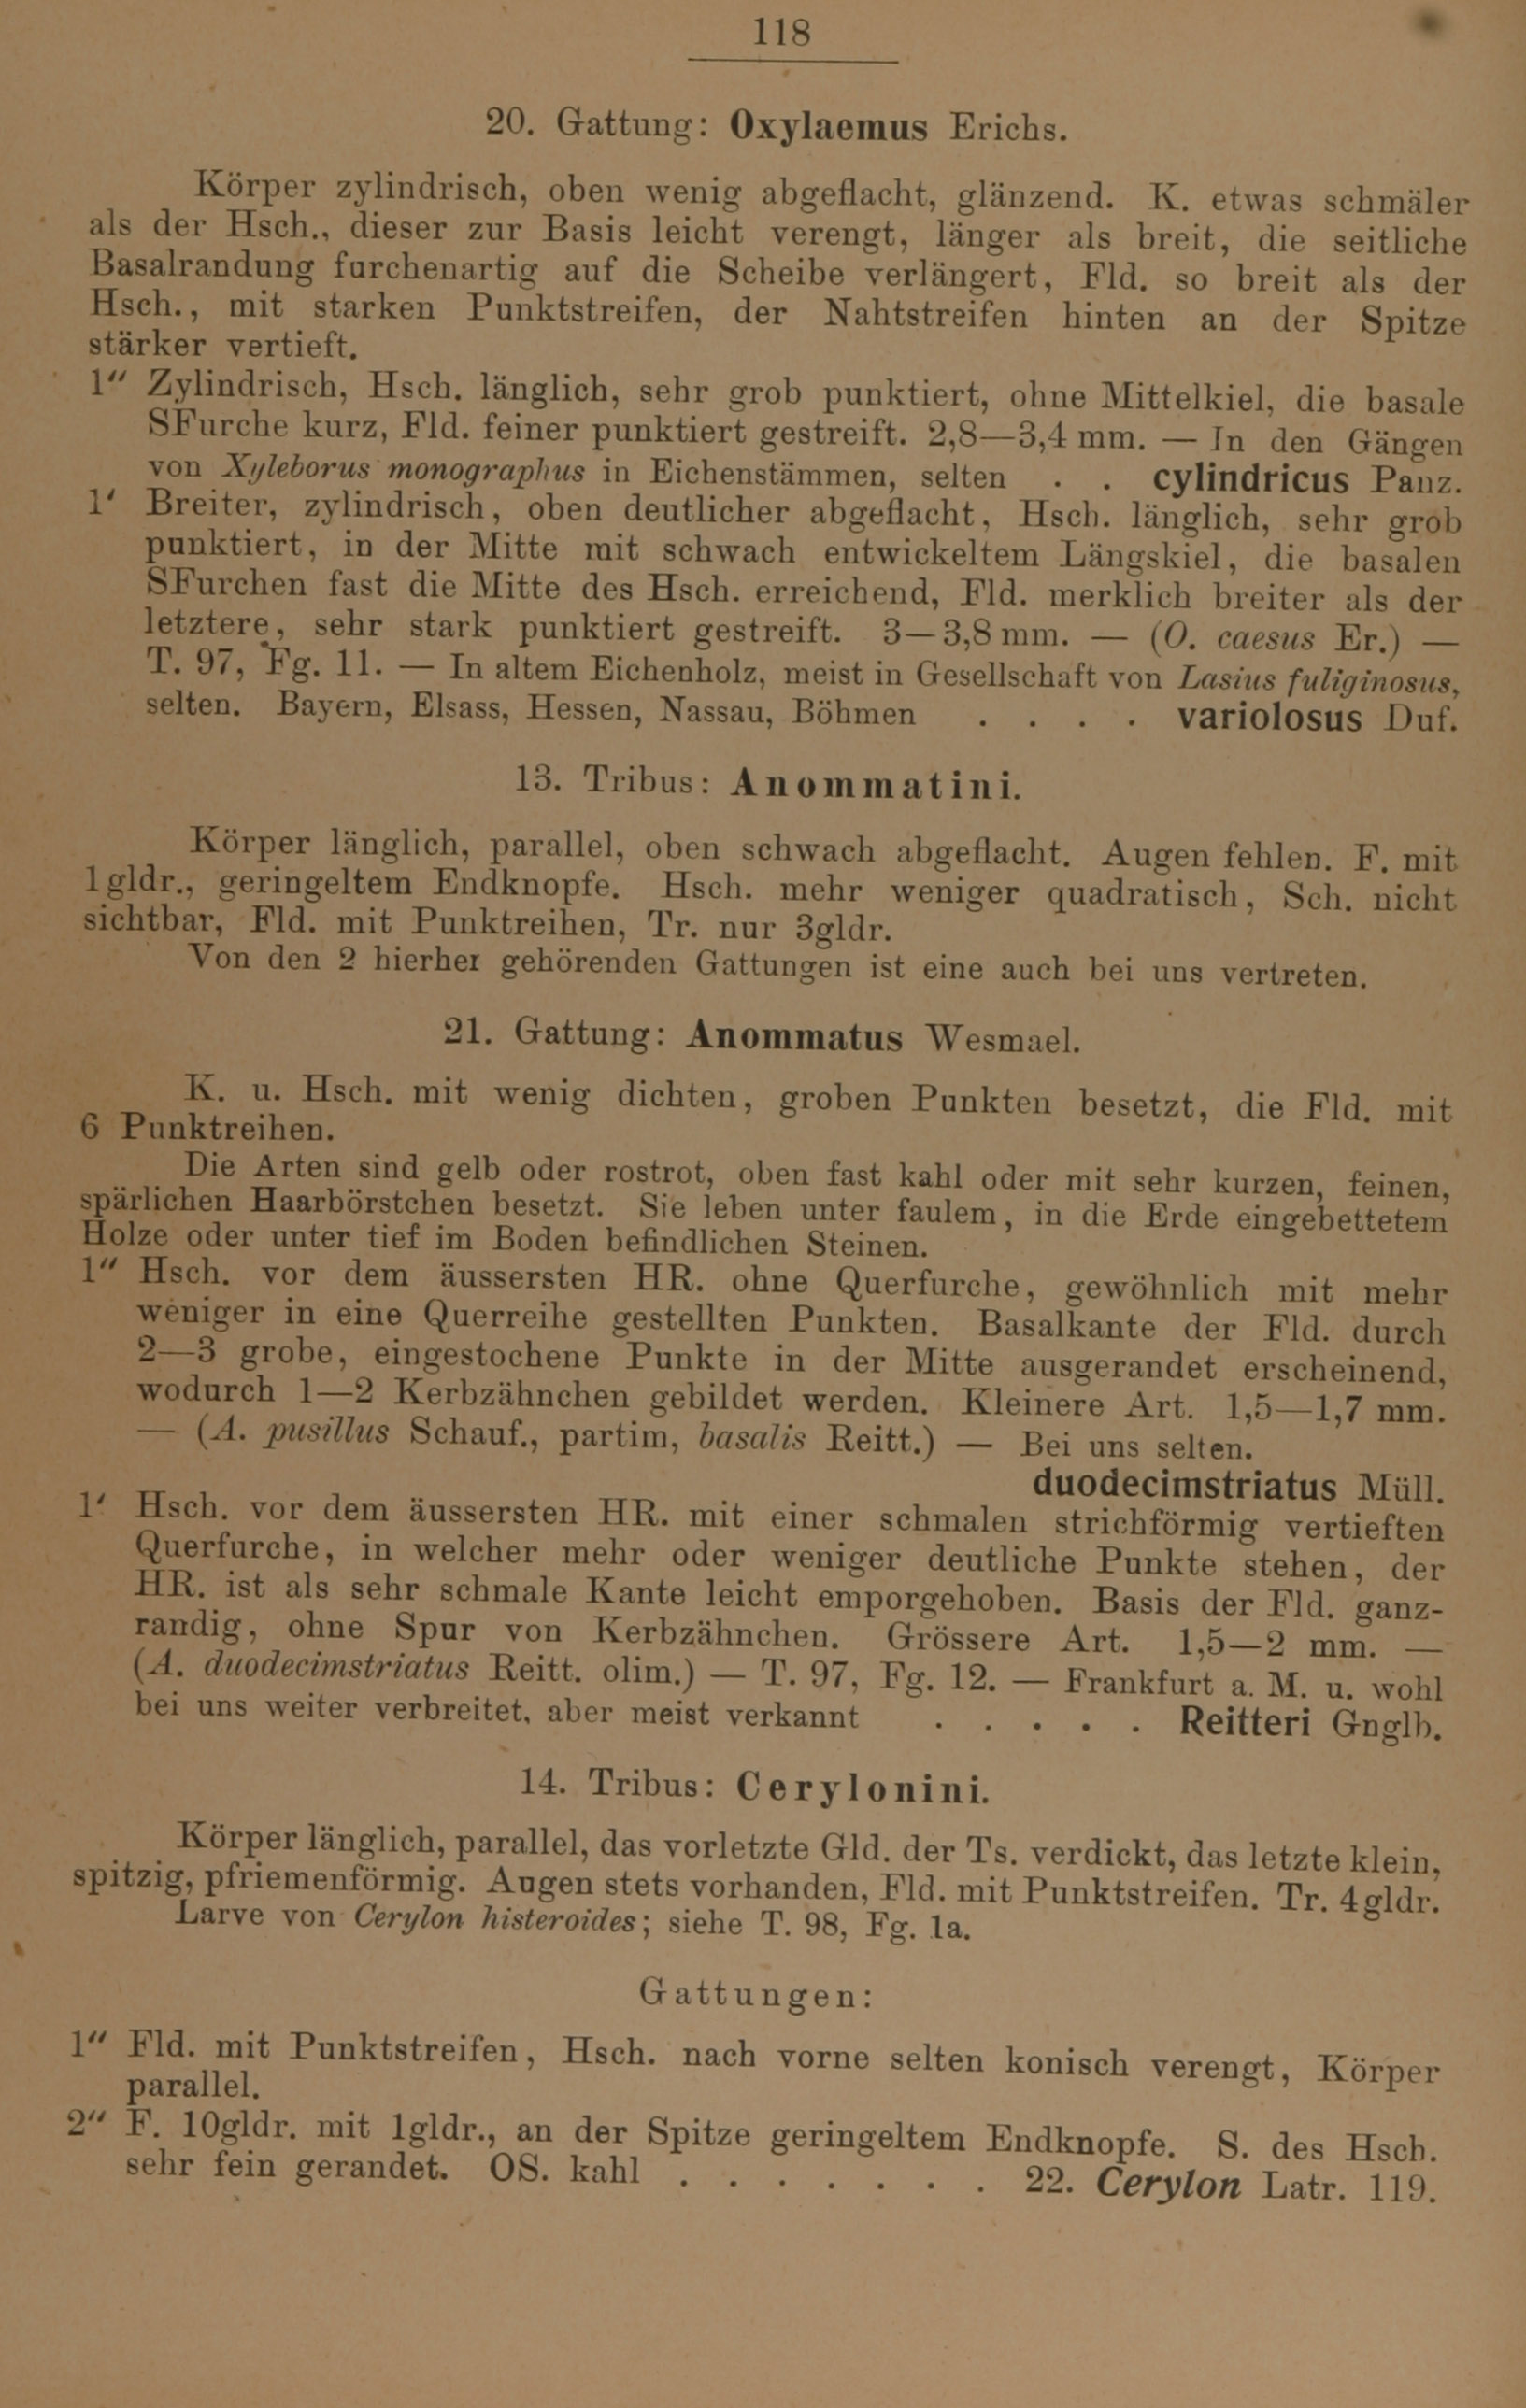 118
20. Gattung: Oxylaemus Erichs.
Körper zylindrisch, oben wenig abgeflacht, glänzend. K. etwas schmäler
als der Hsch., dieser zur Basis leicht verengt, länger als breit, die seitliche
Basalrandung furchenartig auf die Scheibe verlängert, Fld. so breit als der
Hsch., mit starken Punktstreifen, der Nahtstreifen hinten an der Spitze
stärker vertieft.
1" Zylindrisch, Hsch. länglich, sehr grob punktiert, ohne Mittelkiel, die basale
SFurche kurz, Fld. feiner punktiert gestreift. 2,8—3,4 mm. — In den Gängen
von Xyleborus monographus in Eichenstämmen, selten . . cylindricus Panz.
1' Breiter, zylindrisch, oben deutlicher abgeflacht, Hsch. länglich, sehr grob
punktiert, in der Mitte mit schwach entwickeltem Längskiel, die basalen
SFurchen fast die Mitte des Hsch. erreichend, Fld. merklich breiter als der
letztere, sehr stark punktiert gestreift. 3—3,8 mm. — (O. caesus Er.) —
T. 97, Fg. 11. — In altem Eichenholz, meist in Gesellschaft von Lasius fuliginosus,
selten. Bayern, Elsass, Hessen, Nassau, Böhmen . . . . variolosus Duf.
13. Tribus: Anommatini.
Körper länglich, parallel, oben schwach abgeflacht. Augen fehlen. F. mit
1gldr., geringeltem Endknopfe. Hsch. mehr weniger quadratisch, Sch. nicht
sichtbar, Fld. mit Punktreihen, Tr. nur 3gldr.
Von den 2 hierher gehörenden Gattungen ist eine auch bei uns vertreten.
21. Gattung: Anommatus Wesmael.
K. u. Hsch. mit wenig dichten, groben Punkten besetzt, die Fld. mit
6 Punktreihen.
Die Arten sind gelb oder rostrot, oben fast kahl oder mit sehr kurzen, feinen,
spärlichen Haarbörstchen besetzt. Sie leben unter faulem, in die Erde eingebettetem
Holze oder unter tief im Boden befindlichen Steinen.
1" Hsch. vor dem äussersten HR. ohne Querfurche, gewöhnlich mit mehr
weniger in eine Querreihe gestellten Punkten. Basalkante der Fld. durch
2—3 grobe, eingestochene Punkte in der Mitte ausgerandet erscheinend,
wodurch 1—2 Kerbzähnchen gebildet werden. Kleinere Art. 1,5—1,7 mm.
— (A. pusillus Schauf., partim, basalis Reitt.) — Bei uns selten.
duodecimstriatus Müll.
1' Hsch. vor dem äussersten HR. mit einer schmalen strichförmig vertieften
Querfurche, in welcher mehr oder weniger deutliche Punkte stehen, der
HR. ist als sehr schmale Kante leicht emporgehoben. Basis der Fld. ganz-
randig, ohne Spur von Kerbzähnchen. Grössere Art. 1,5—2 mm. —
(A. duodecimstriatus Reitt. olim.) — T. 97, Fg. 12. — Frankfurt a. M. u. wohl
bei uns weiter verbreitet, aber meist verkannt . . . . . Reitteri Gnglb.
14. Tribus: Cerylonini.
Körper länglich, parallel, das vorletzte Gld. der Ts. verdickt, das letzte klein,
spitzig, pfriemenförmig. Augen stets vorhanden, Fld. mit Punktstreifen. Tr. 4gldr.
Larve von Cerylon histeroides; siehe T. 98, Fg. 1a.
Gattungen:
1" Fld. mit Punktstreifen, Hsch. nach vorne selten konisch verengt, Körper
parallel.
2" F. 10gldr. mit 1gldr., an der Spitze geringeltem Endknopfe. S. des Hsch.
sehr fein gerandet. OS. kahl . . . . . . . 22. Cerylon Latr. 119.